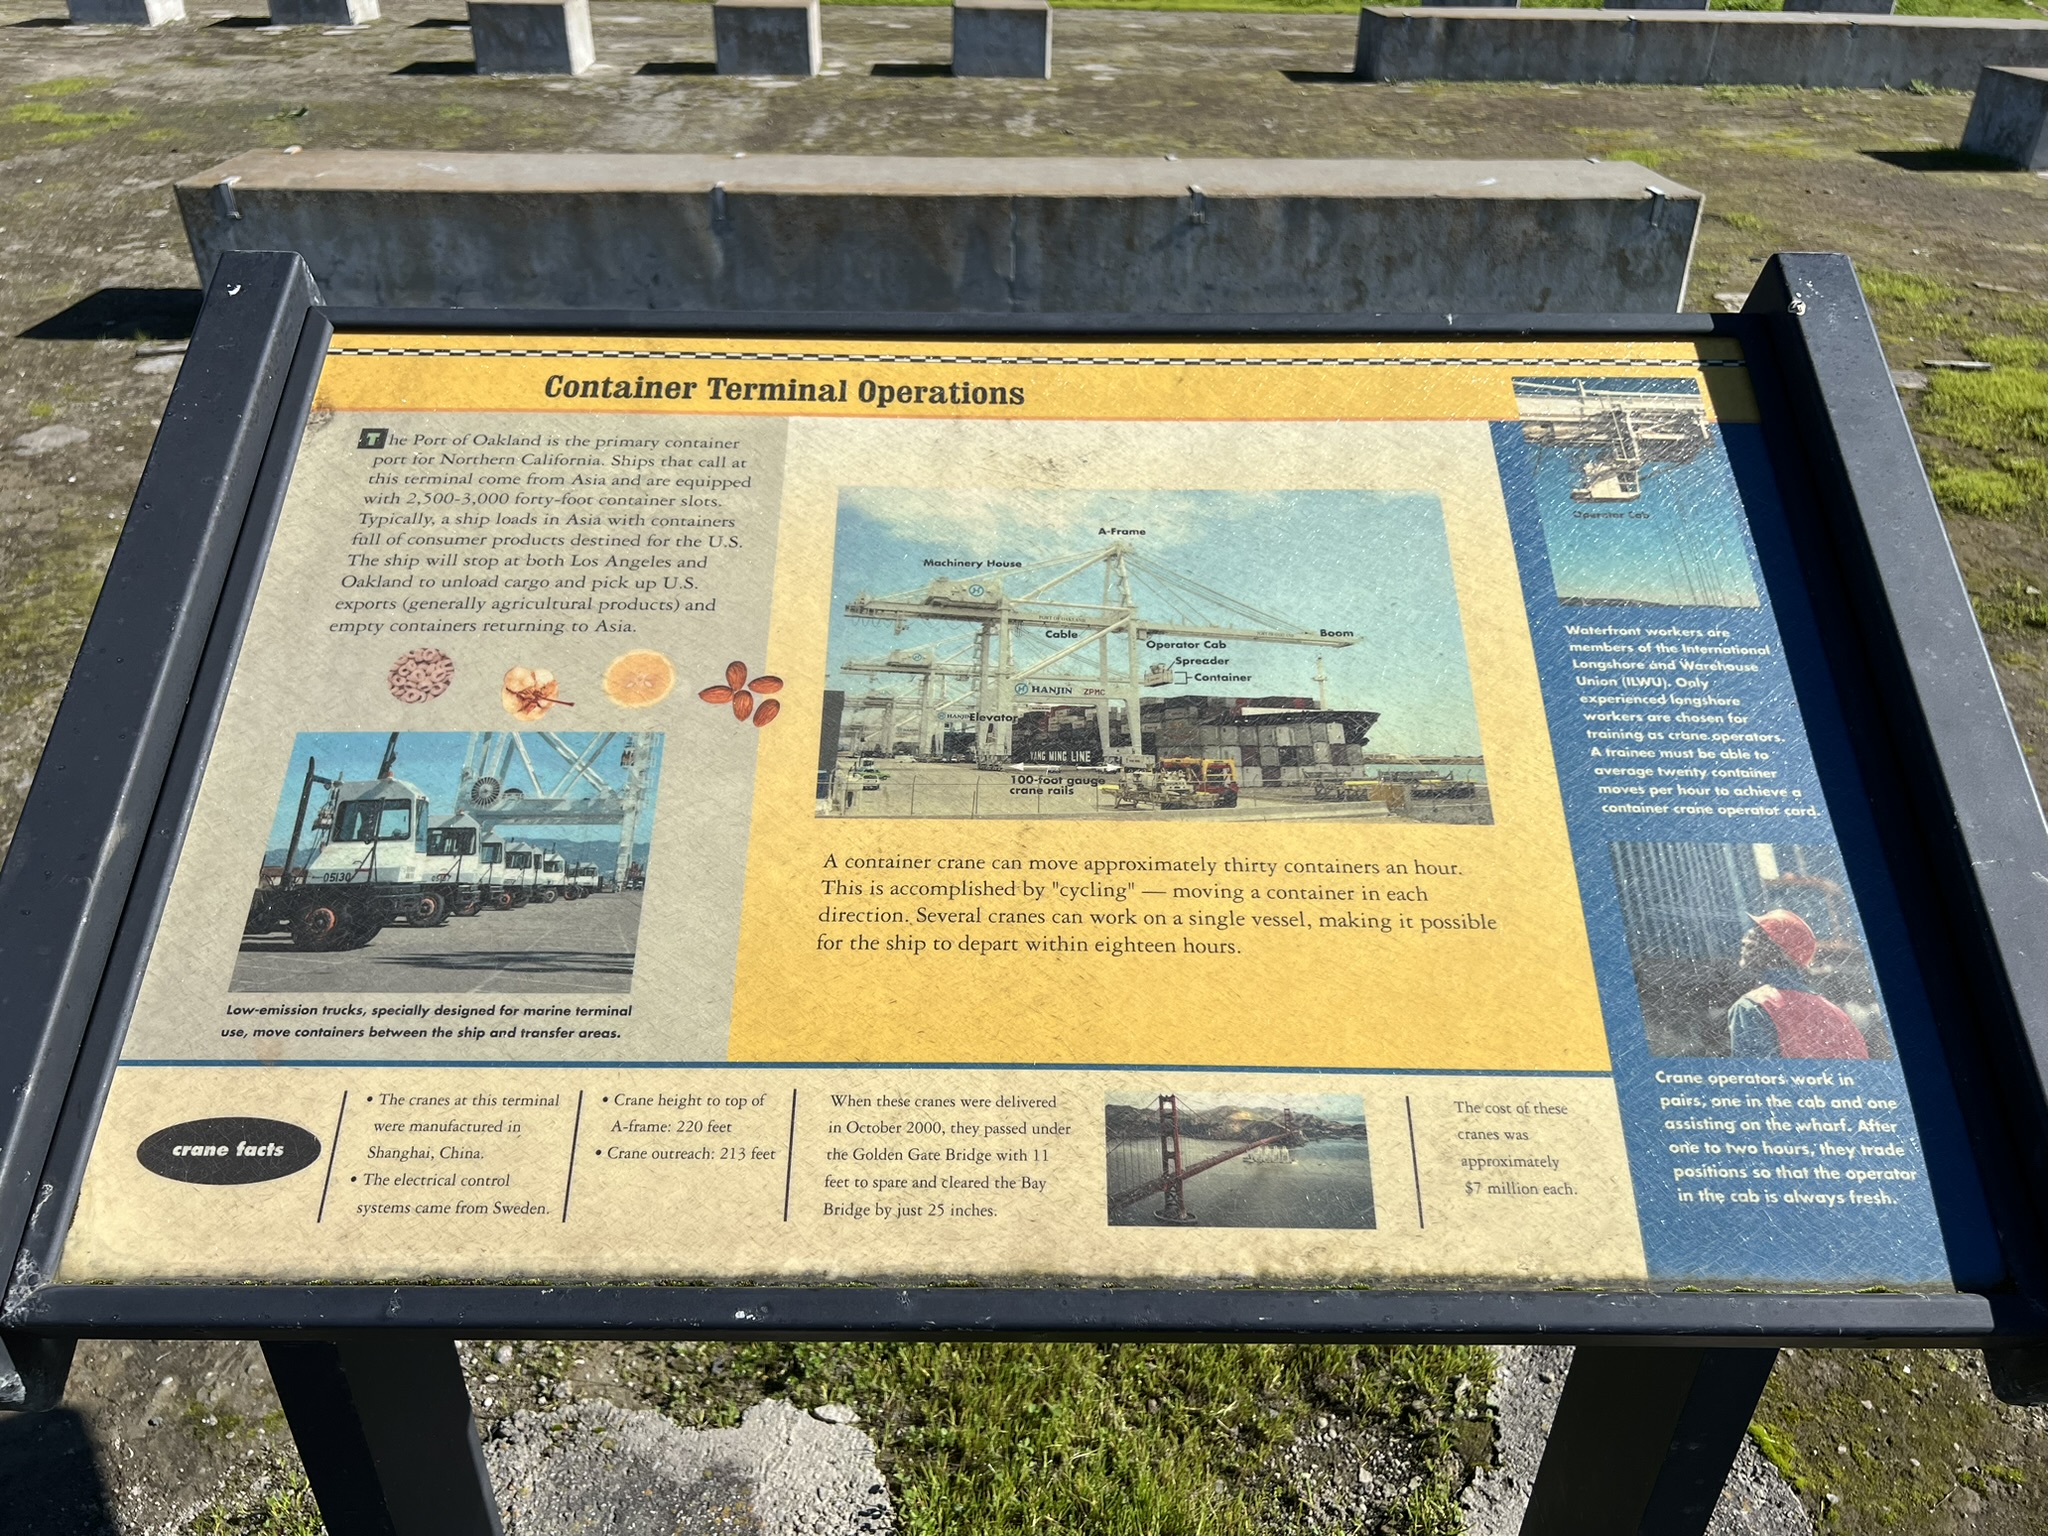 Container Terminal Operations
The Port of Oakland is the primary container
port for Northern California. Ships that call at
this terminal come from Asia and are equipped
with 2,500-3,000 forty-foot container slots.
Typically, a ship loads in Asia with containers
full of consumer products destined for the U.S.
The ship will stop at both Los Angeles and
Oakland to unload cargo and pick up U.S.
exports (generally agricultural products) and
empty containers returning to Asia.
05130
Low-emission trucks, specially designed for marine terminal
use, move containers between the ship and transfer areas.
A-Frame
Machinery House
PORT OF OAKLAND
Cable
Boom
Operator Cab
Spreader
Container
HANJIN ZPMC
HANJIN
Elevator
YANG MING LINE
100-foot gauge
crane rails
A container crane can move approximately thirty containers an hour.
This is accomplished by "cycling" — moving a container in each
direction. Several cranes can work on a single vessel, making it possible
for the ship to depart within eighteen hours.
Operator Cab
Waterfront workers are
members of the International
Longshore and Warehouse
Union (ILWU). Only
experienced longshore
workers are chosen for
training as crane operators.
A trainee must be able to
average twenty container
moves per hour to achieve a
container crane operator card.
Crane operators work in
pairs, one in the cab and one
assisting on the wharf. After
one to two hours, they trade
positions so that the operator
in the cab is always fresh.
crane facts
• The cranes at this terminal
were manufactured in
Shanghai, China.
• The electrical control
systems came from Sweden.
• Crane height to top of
A-frame: 220 feet
• Crane outreach: 213 feet
When these cranes were delivered
in October 2000, they passed under
the Golden Gate Bridge with 11
feet to spare and cleared the Bay
Bridge by just 25 inches.
The cost of these
cranes was
approximately
$7 million each.